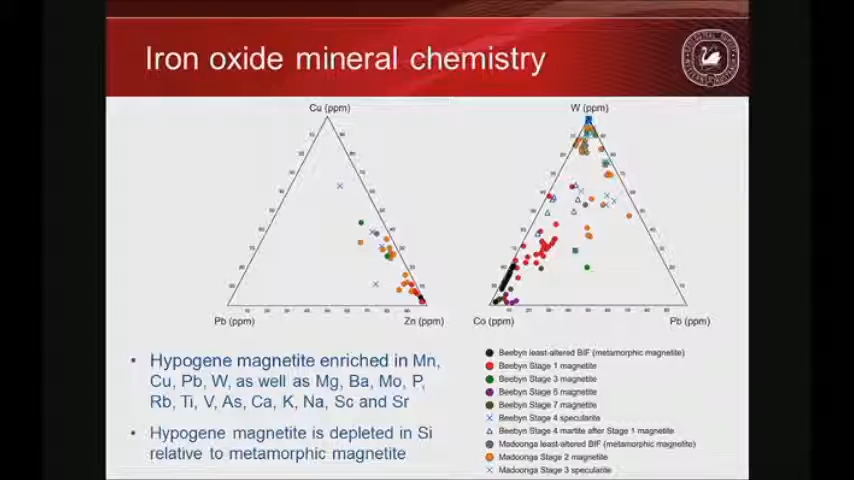 Iron oxide mineral chemistry
Cu (ppm)
W (ppm)
Pb (ppm)
Zn (ppm)
Co (ppm)
Pb (ppm)
• Hypogene magnetite enriched in Mn,
Cu, Pb, W, as well as Mg, Ba, Mo, P,
Rb, Ti, V, As, Ca, K, Na, Sc and Sr
• Hypogene magnetite is depleted in Si
relative to metamorphic magnetite
Beebyn least-altered BIF (metamorphic magnetite)
Beebyn Stage 1 magnetite
Beebyn Stage 3 magnetite
Beebyn Stage 6 magnetite
Beebyn Stage 7 magnetite
Beebyn Stage 4 specularite
Beebyn Stage 4 martite after Stage 1 magnetite
Madoonga least-altered BIF (metamorphic magnetite)
Madoonga Stage 2 magnetite
Madoonga Stage 3 specularite